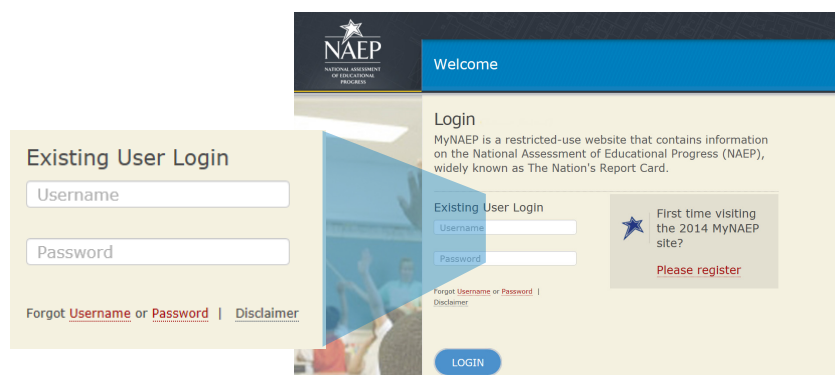 NAEP
NATIONAL ASSESSMENT
OF EDUCATIONAL
PROGRESS
Welcome
Login
MyNAEP is a restricted-use website that contains information
on the National Assessment of Educational Progress (NAEP),
widely known as The Nation's Report Card.
Existing User Login
Username
Password
Forgot Username or Password | Disclaimer
Existing User Login
Username
Password
Forgot Username or Password |
Disclaimer
First time visiting
the 2014 MyNAEP
site?
Please register
LOGIN